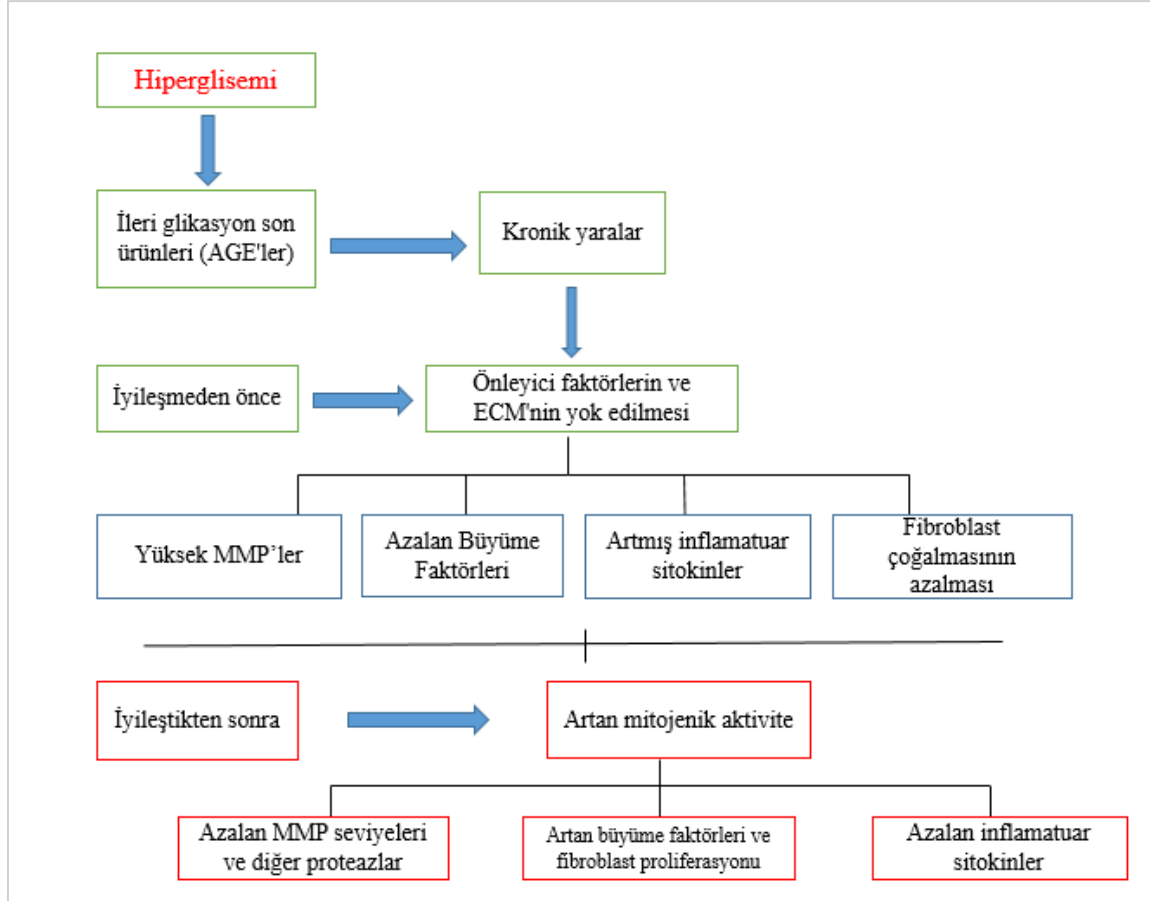 Hiperglisemi
İleri glikasyon son
ürünleri (AGE'ler)
Kronik yaralar
İyileşmeden önce
Önleyici faktörlerin ve
ECM'nin yok edilmesi
Yüksek MMP’ler
Azalan Büyüme
Faktörleri
Artmış inflamatuar
sitokinler
Fibroblast
çoğalmasının
azalması
İyileştikten sonra
Artan mitojenik aktivite
Azalan MMP seviyeleri
ve diğer proteazlar
Artan büyüme faktörleri ve
fibroblast proliferasyonu
Azalan inflamatuar
sitokinler